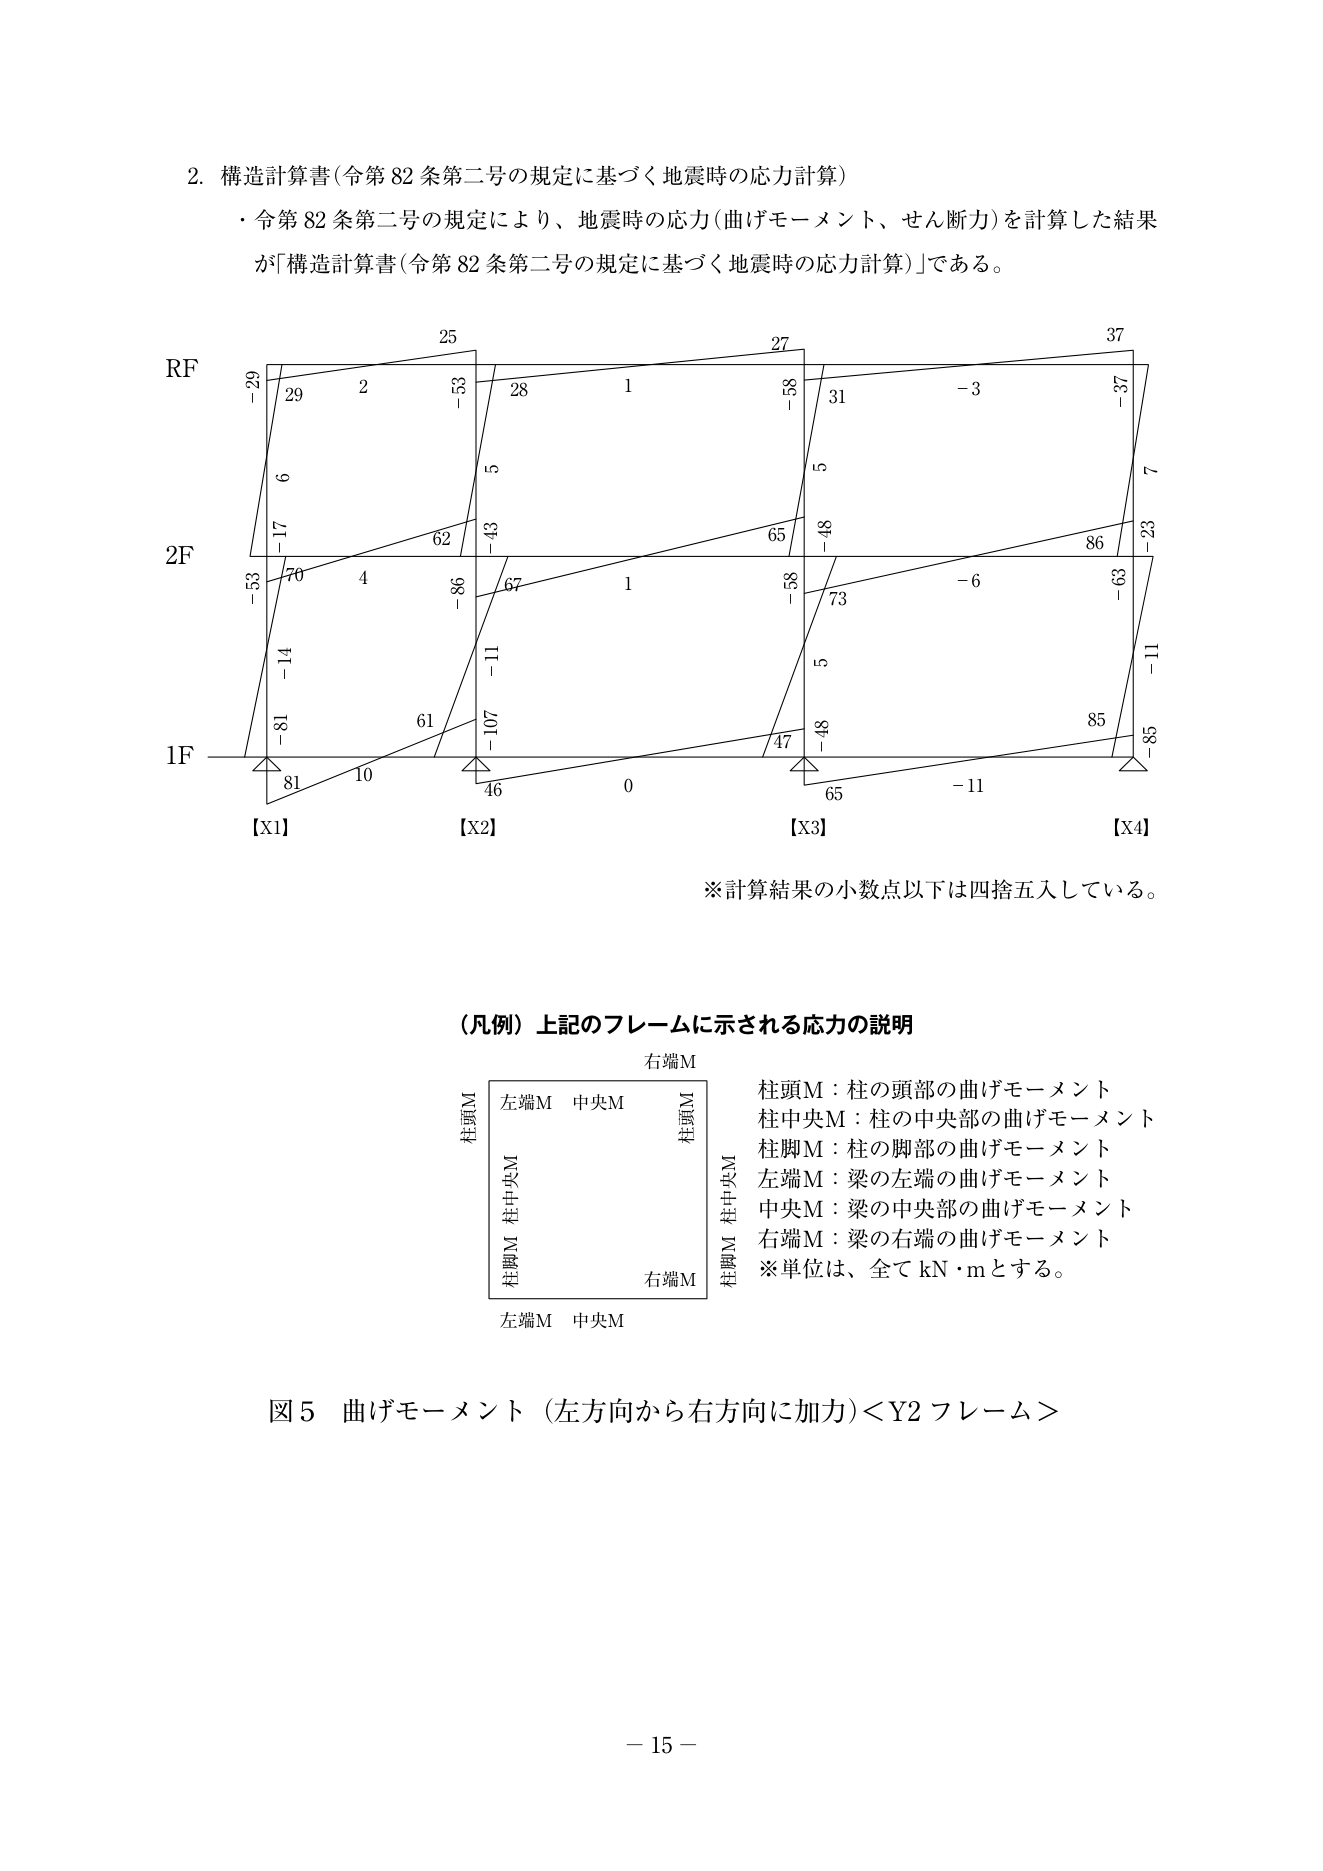 2. 構造計算書(令第 82 条第二号の規定に基づく地震時の応力計算)
・令第 82 条第二号の規定により、地震時の応力(曲げモーメント、せん断力)を計算した結果
が「構造計算書(令第 82 条第二号の規定に基づく地震時の応力計算)」である。
25 27 37
RF
-29 29 2 -53 28 1 -58 31 -3 -37
6 5 5 7
-17 62 -43 65 -48 86 -23
2F
-53 70 4 -86 67 1 -58 73 -6 -63
-14 -11 5 -11
-81 61 -107 47 -48 85 -85
1F
81 10 46 0 65 -11
【X1】 【X2】 【X3】 【X4】
※計算結果の小数点以下は四捨五入している。
(凡例)上記のフレームに示される応力の説明
右端M
柱頭M 左端M 中央M 柱頭M
柱中央M 柱中央M
柱脚M 右端M 柱脚M
左端M 中央M
柱頭M：柱の頭部の曲げモーメント
柱中央M：柱の中央部の曲げモーメント
柱脚M：柱の脚部の曲げモーメント
左端M：梁の左端の曲げモーメント
中央M：梁の中央部の曲げモーメント
右端M：梁の右端の曲げモーメント
※単位は、全て kN・mとする。
図５ 曲げモーメント (左方向から右方向に加力)＜Y2 フレーム＞
― 15 ―